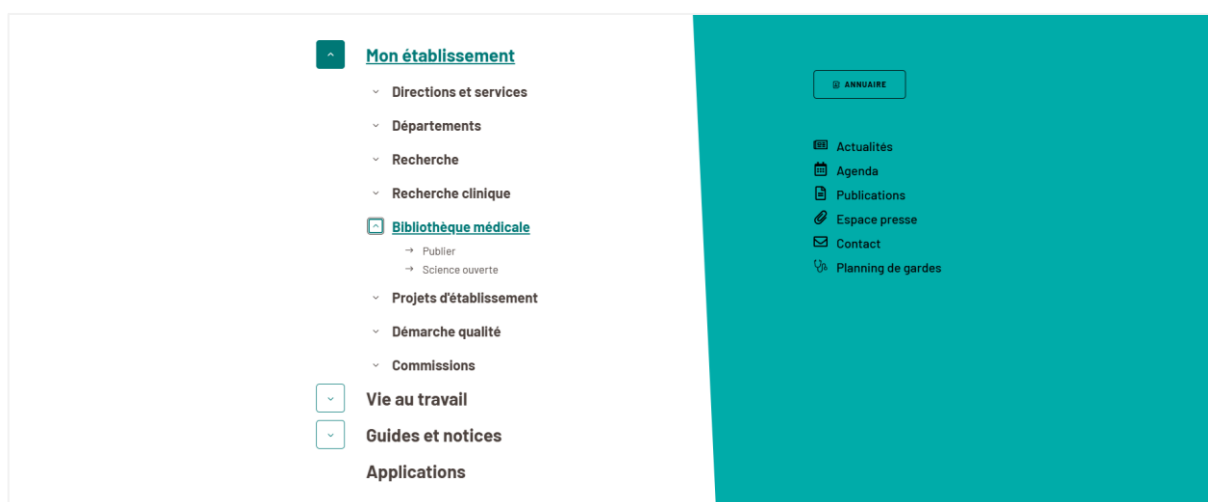 Mon établissement
Directions et services
Départements
Recherche
Recherche clinique
Bibliothèque médicale
→ Publier
→ Science ouverte
Projets d'établissement
Démarche qualité
Commissions
Vie au travail
Guides et notices
Applications
ANNUAIRE
Actualités
Agenda
Publications
Espace presse
Contact
Planning de gardes